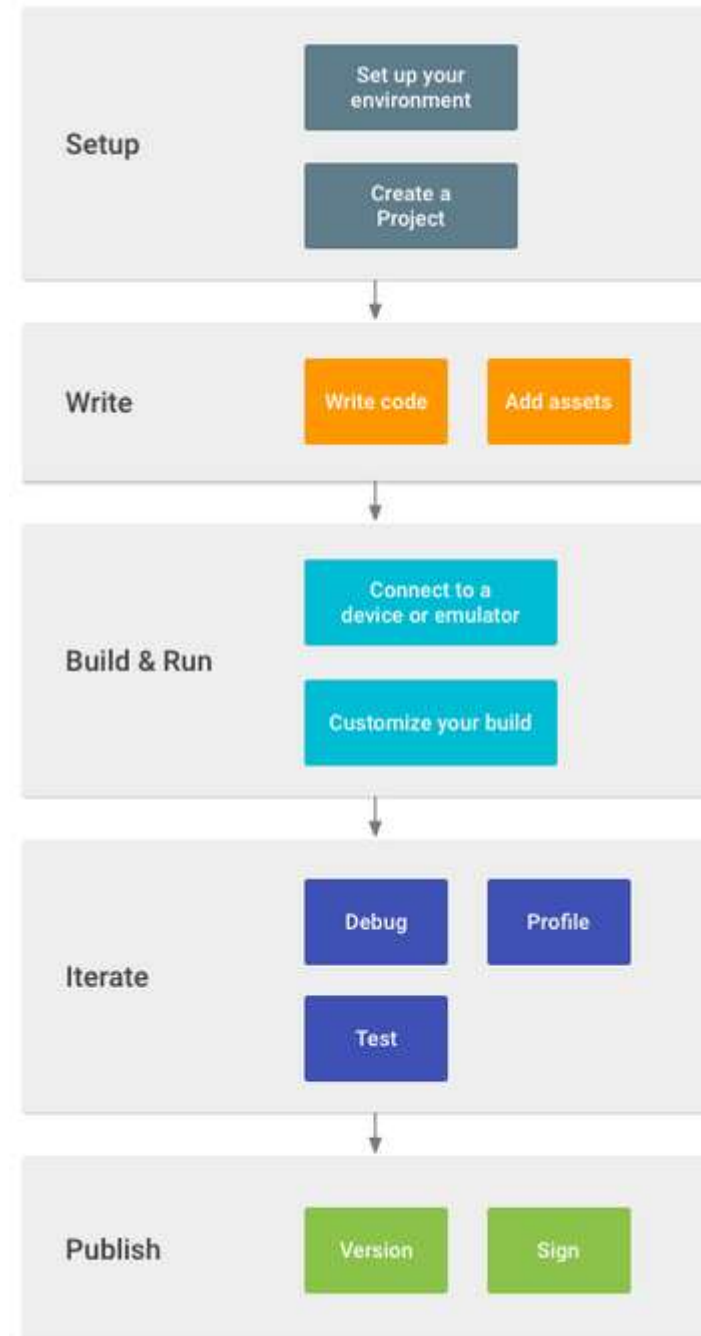 Setup
Set up your
environment
Create a
Project
Write
Write code
Add assets
Build & Run
Connect to a
device or emulator
Customize your build
Iterate
Debug
Profile
Test
Publish
Version
Sign